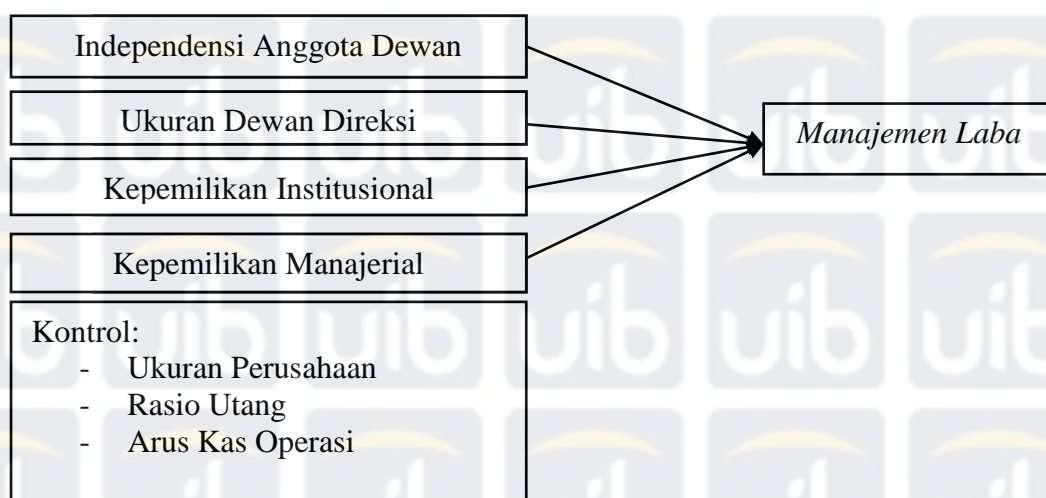 Independensi Anggota Dewan
Ukuran Dewan Direksi
Kepemilikan Institusional
Kepemilikan Manajerial
Manajemen Laba
Kontrol:
- Ukuran Perusahaan
- Rasio Utang
- Arus Kas Operasi
uib